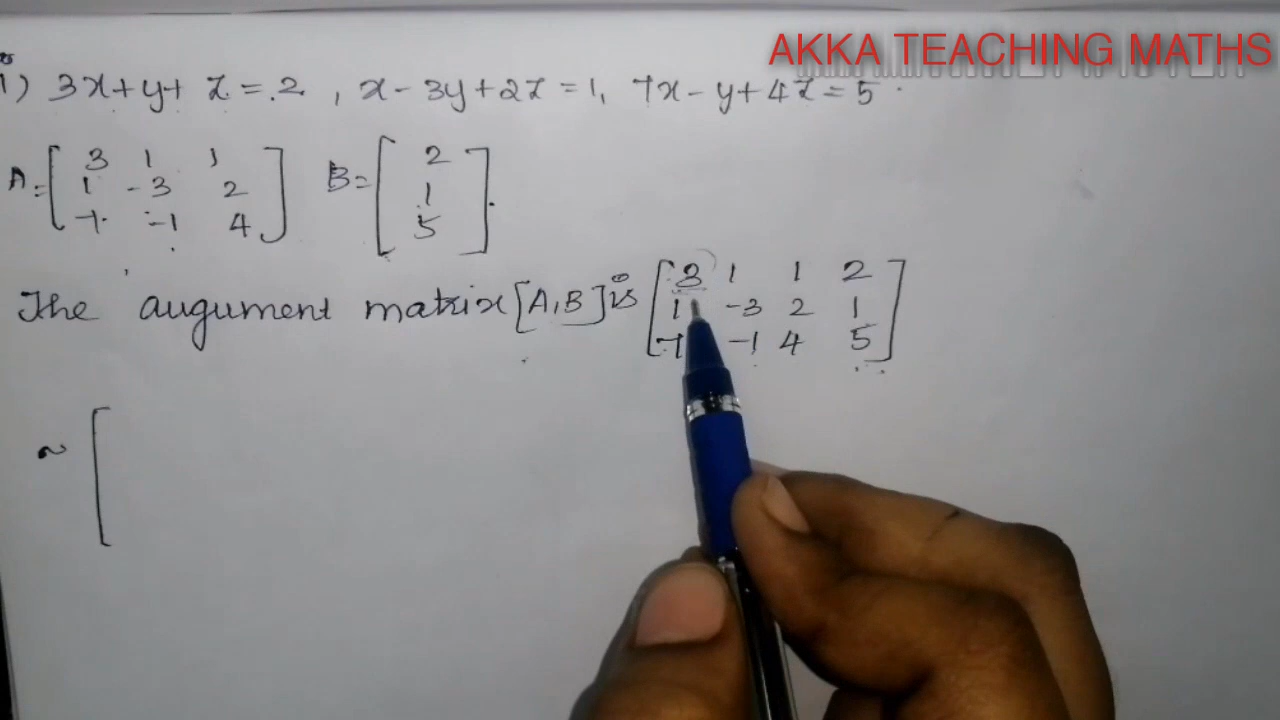 AKKA TEACHING MATHS
1) 3x+y+z=2, x-3y+2z=1, 7x-y+4z=5
A=[3 1 1 B=[2
1 -3 2 1
7 -1 4] 5].
The augument matrix [A,B] is [3 1 1 2
1 -3 2 1
7 -1 4 5]
~ [